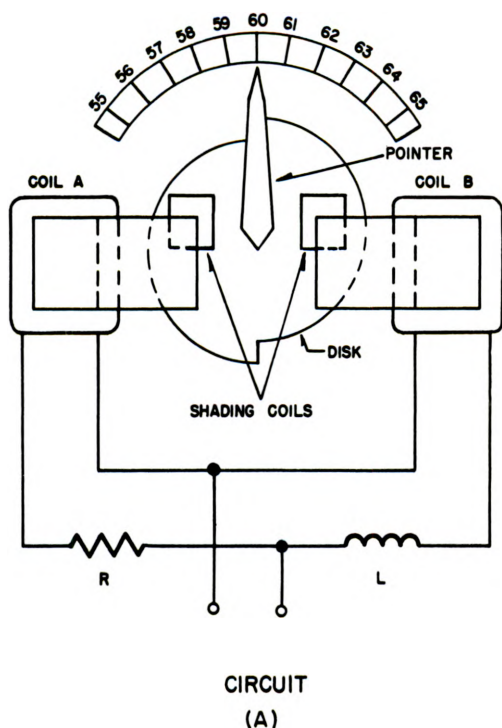 55 56 57 58 59 60 61 62 63 64 65
POINTER
COIL A
COIL B
DISK
SHADING COILS
R
L
CIRCUIT
(A)